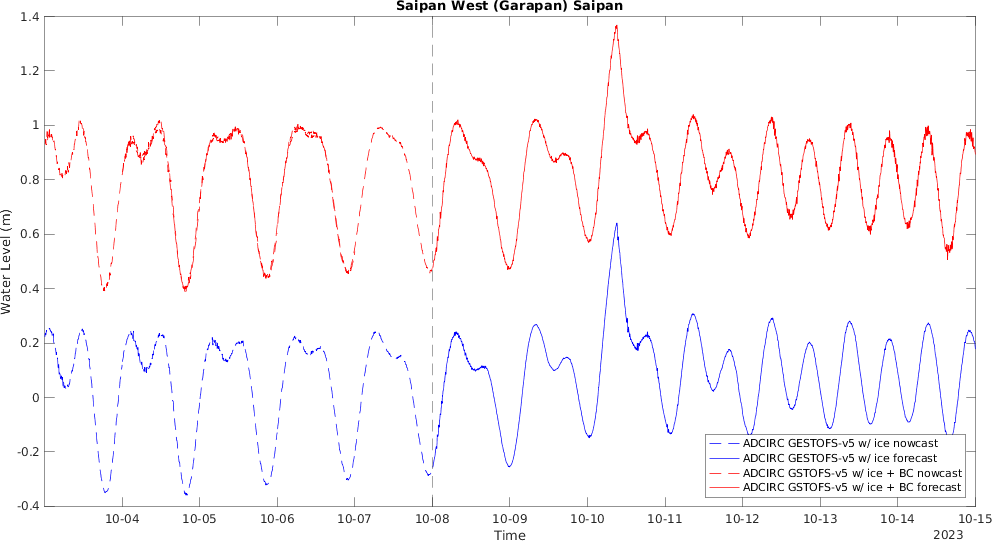 Saipan West (Garapan) Saipan
1.4
1.2
1
0.8
0.6
0.4
0.2
0
-0.2
-0.4
Water Level (m)
ADCIRC GESTOFS-v5 w/ ice nowcast
ADCIRC GESTOFS-v5 w/ ice forecast
ADCIRC GSTOFS-v5 w/ ice + BC nowcast
ADCIRC GSTOFS-v5 w/ ice + BC forecast
10-04 10-05 10-06 10-07 10-08 10-09 10-10 10-11 10-12 10-13 10-14 10-15
Time
2023